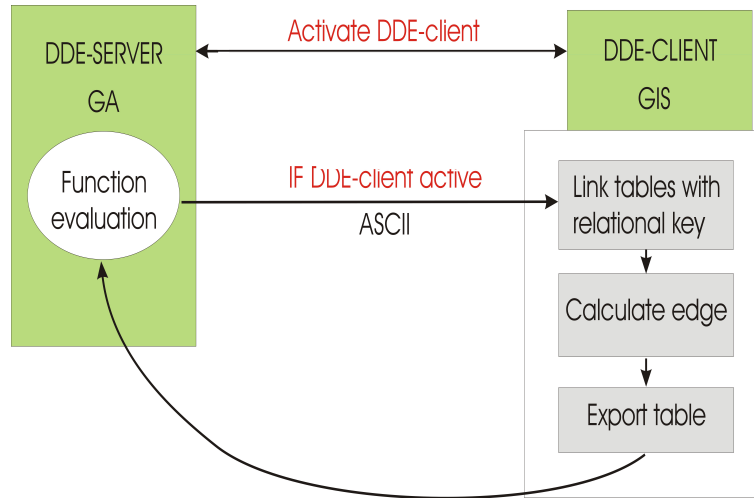 DDE-SERVER
GA
Function
evaluation
Activate DDE-client
IF DDE-client active
ASCII
DDE-CLIENT
GIS
Link tables with
relational key
Calculate edge
Export table